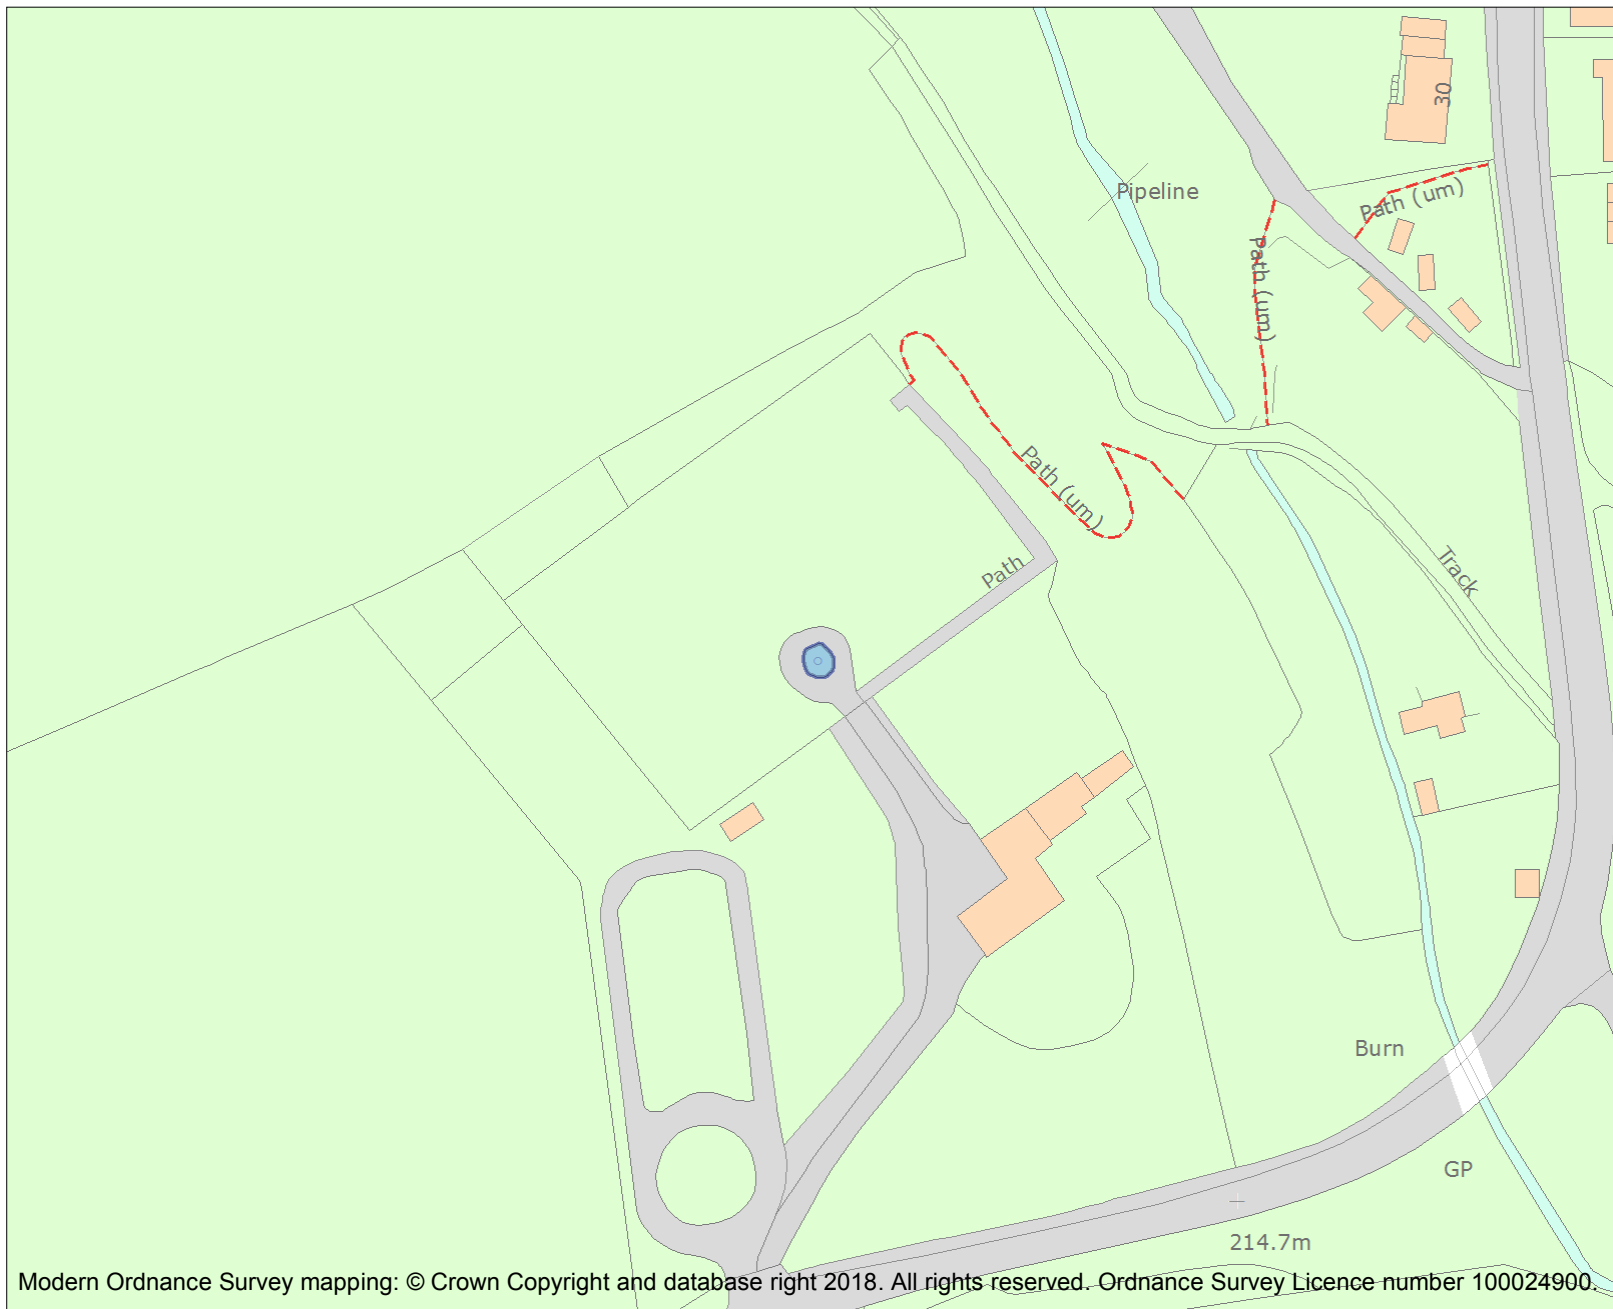 30
Pipeline
Path (um)
Path (um)
Path (um)
Path
Track
Burn
GP
214.7m
Modern Ordnance Survey mapping: © Crown Copyright and database right 2018. All rights reserved. Ordnance Survey Licence number 100024900.